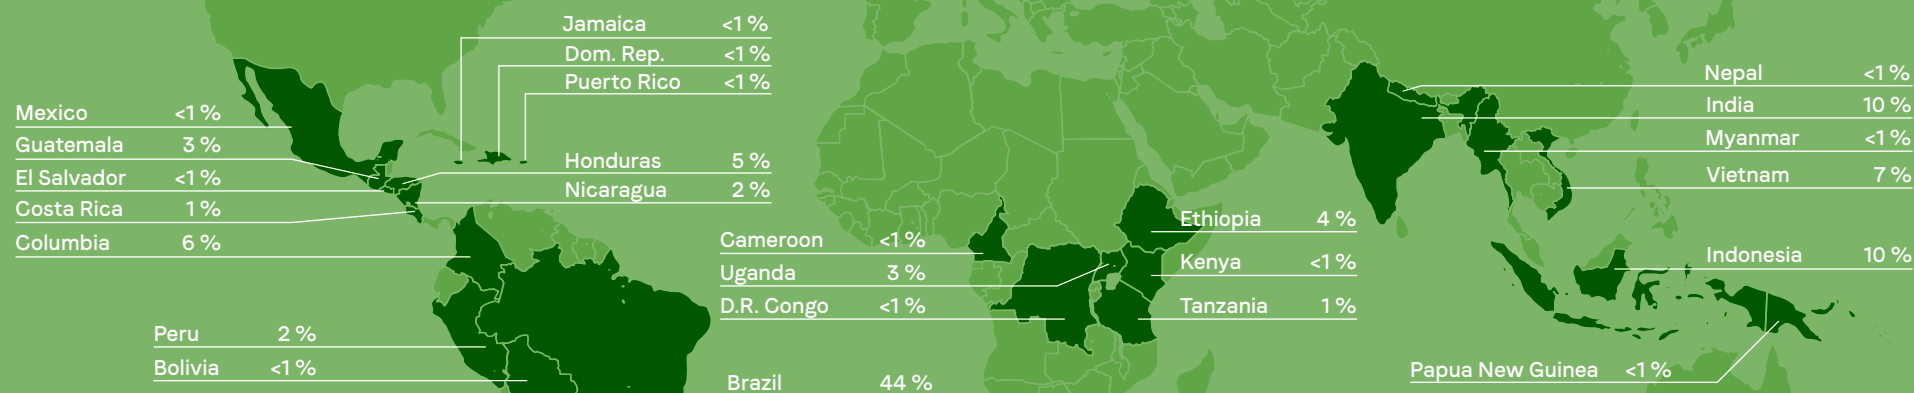 Jamaica <1 %
Dom. Rep. <1 %
Puerto Rico <1 %
Mexico <1 %
Guatemala 3 %
El Salvador <1 %
Costa Rica 1 %
Columbia 6 %
Honduras 5 %
Nicaragua 2 %
Peru 2 %
Bolivia <1 %
Brazil 44 %
Cameroon <1 %
Uganda 3 %
D.R. Congo <1 %
Ethiopia 4 %
Kenya <1 %
Tanzania 1 %
Nepal <1 %
India 10 %
Myanmar <1 %
Vietnam 7 %
Indonesia 10 %
Papua New Guinea <1 %